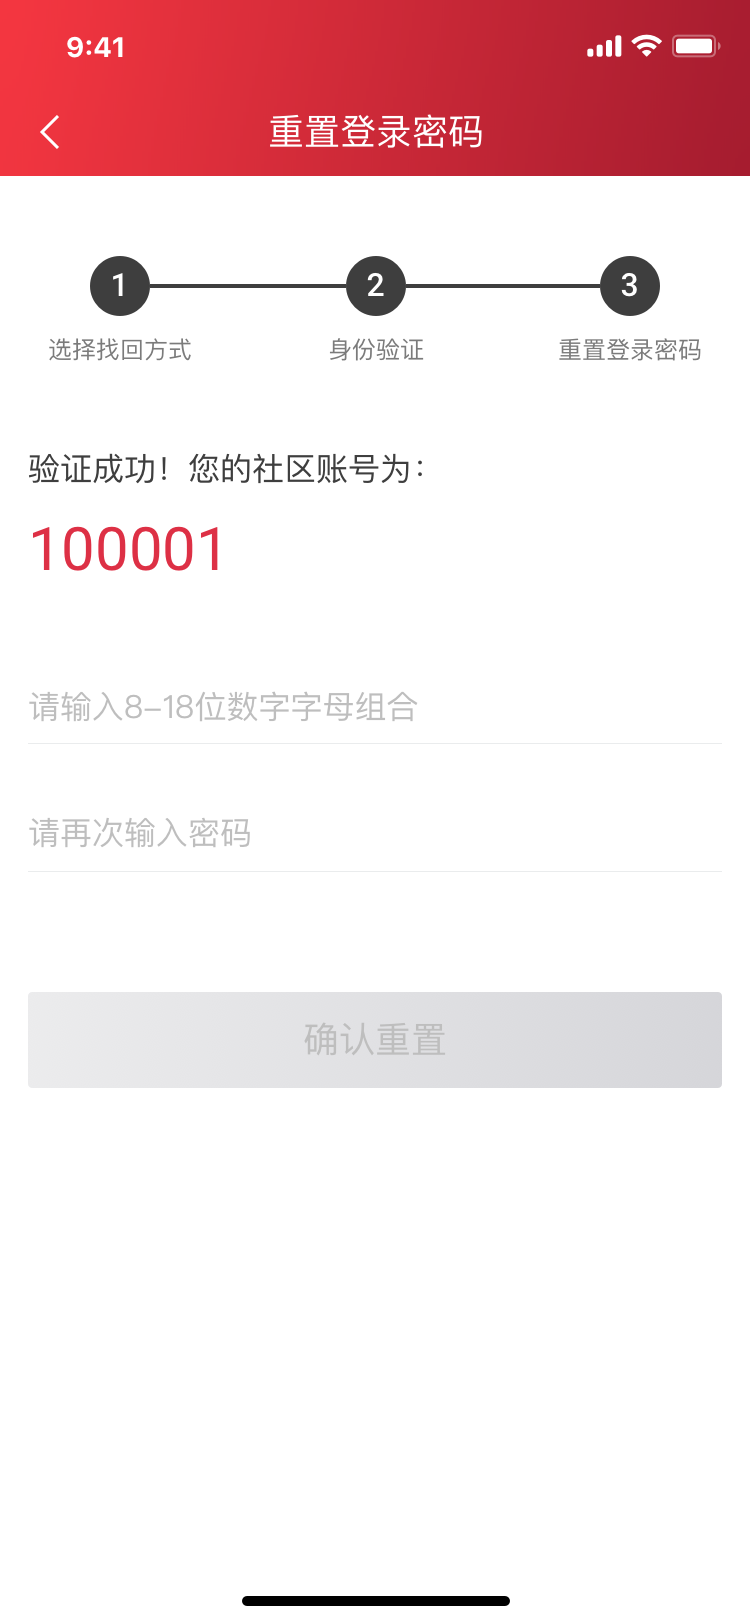 9:41
重置登录密码
1 2 3
选择找回方式 身份验证 重置登录密码
验证成功！您的社区账号为：
100001
请输入8-18位数字字母组合
请再次输入密码
确认重置